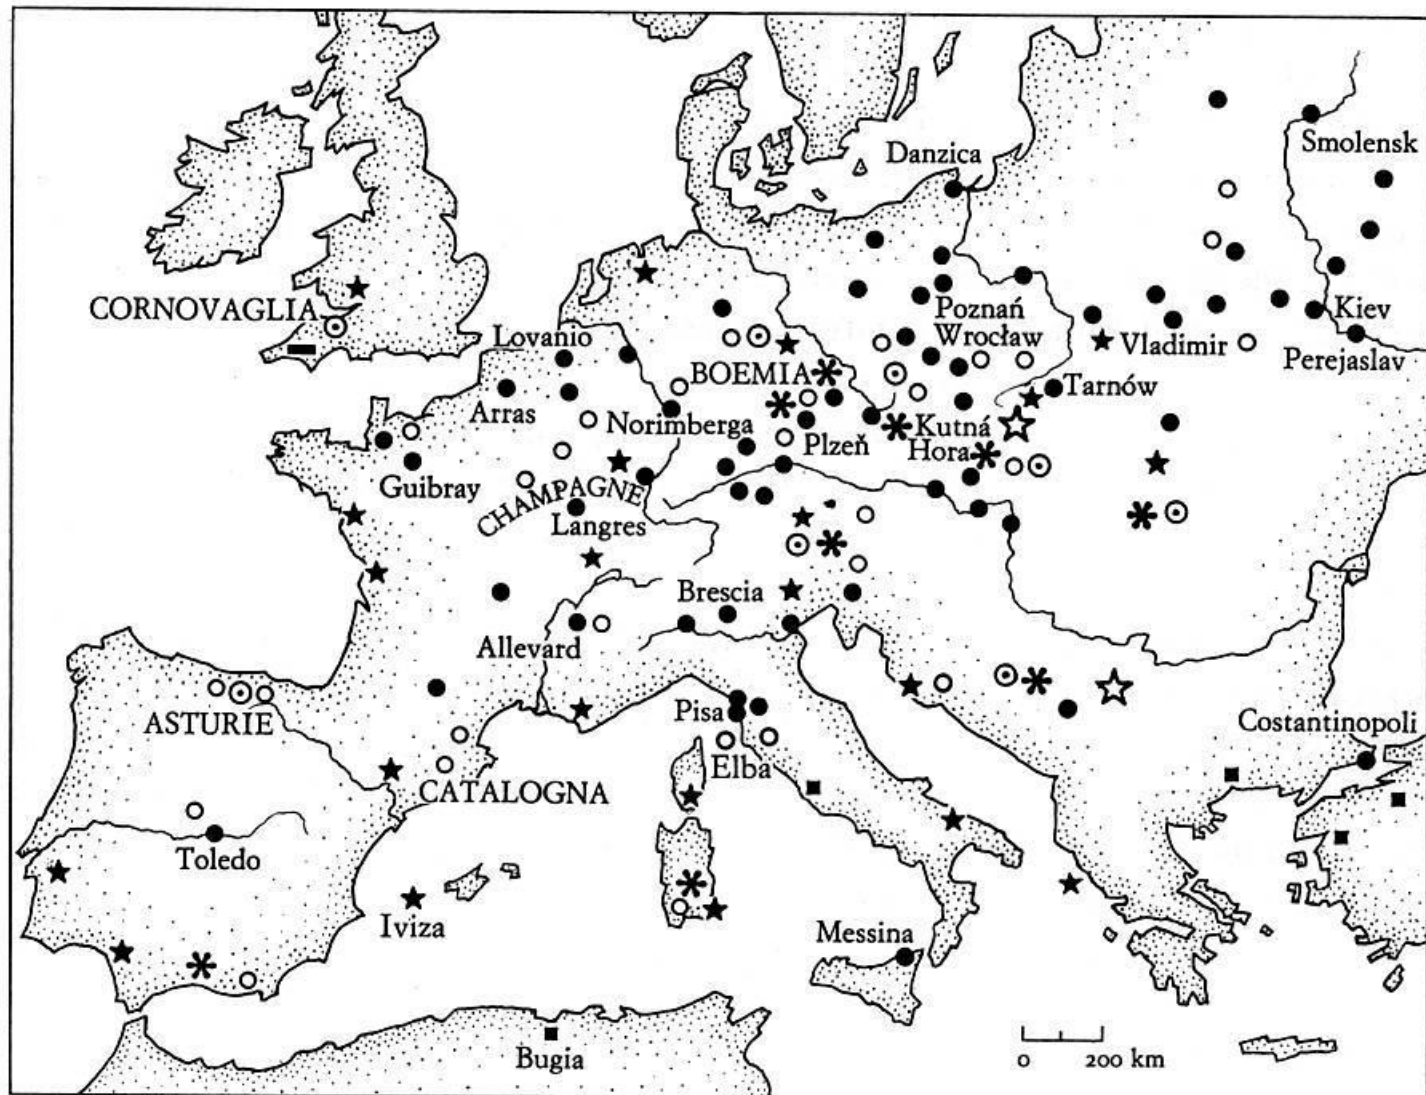 Smolensk
Danzica
CORNOVAGLIA
Poznań
Kiev
Lovanio
Wrocław
Vladimir
Perejaslav
BOEMIA
Tarnów
Arras
Norimberga
Kutná
Hora
Plzeň
Guibray
CHAMPAGNE
Langres
Brescia
Allevard
Pisa
ASTURIE
Costantinopoli
Elba
CATALOGNA
Toledo
Iviza
Messina
Bugia
0 200 km